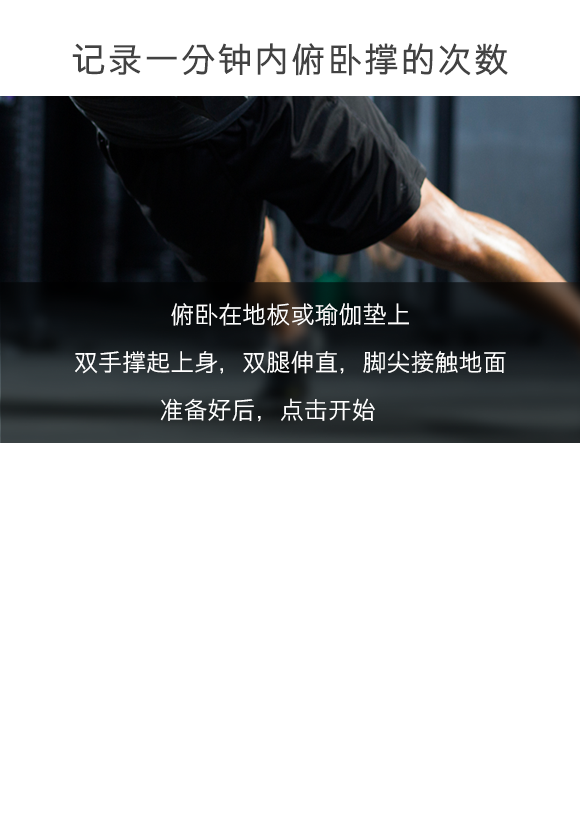 记录一分钟内俯卧撑的次数
俯卧在地板或瑜伽垫上
双手撑起上身，双腿伸直，脚尖接触地面
准备好后，点击开始